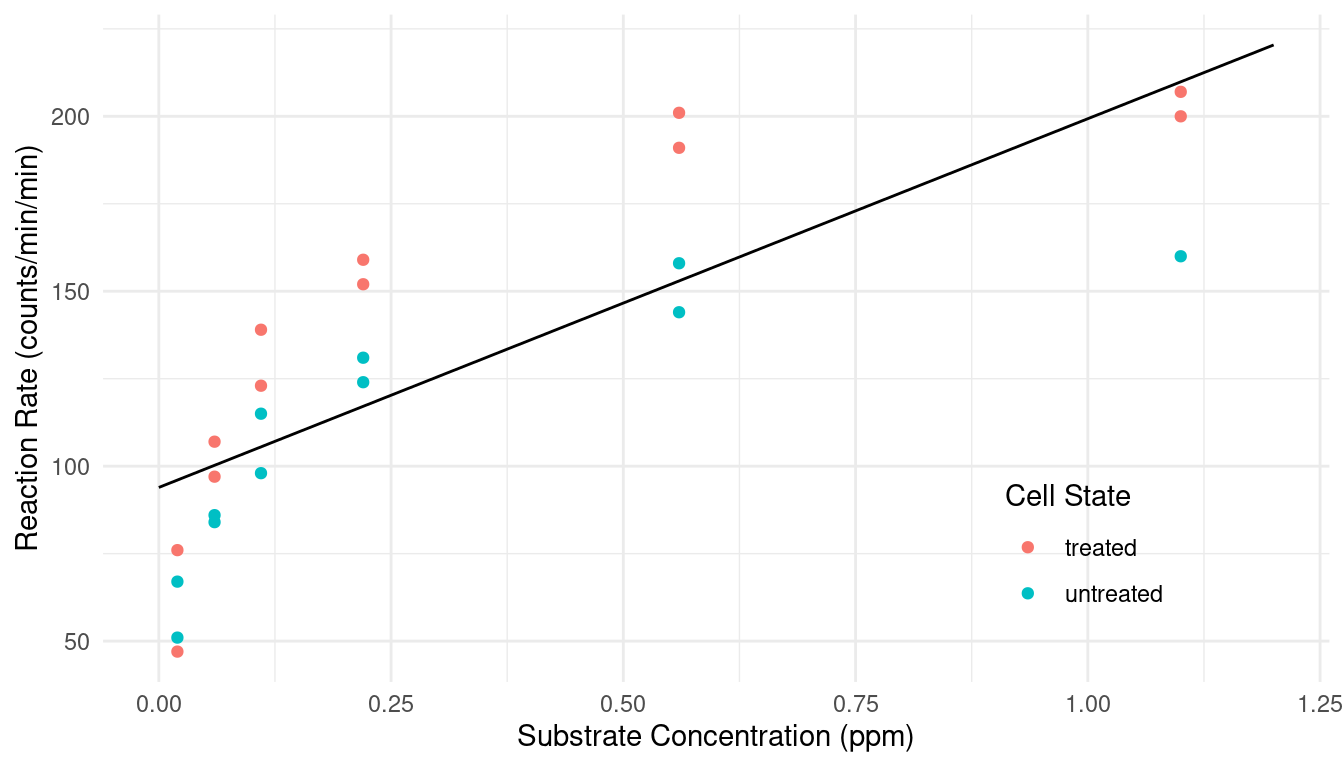 Reaction Rate (counts/min/min)
200
150
100
50
Cell State
treated
untreated
0.00 0.25 0.50 0.75 1.00 1.25
Substrate Concentration (ppm)